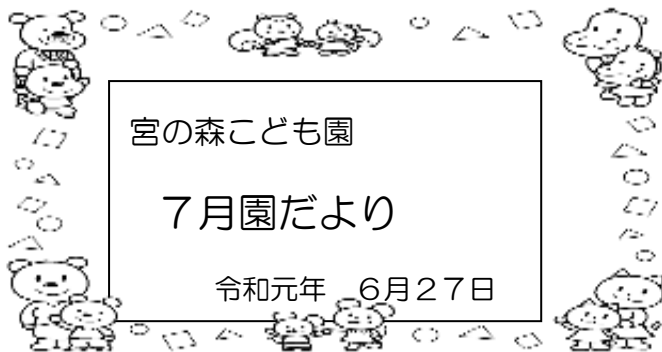 宮の森こども園
７月園だより
令和元年　６月２７日